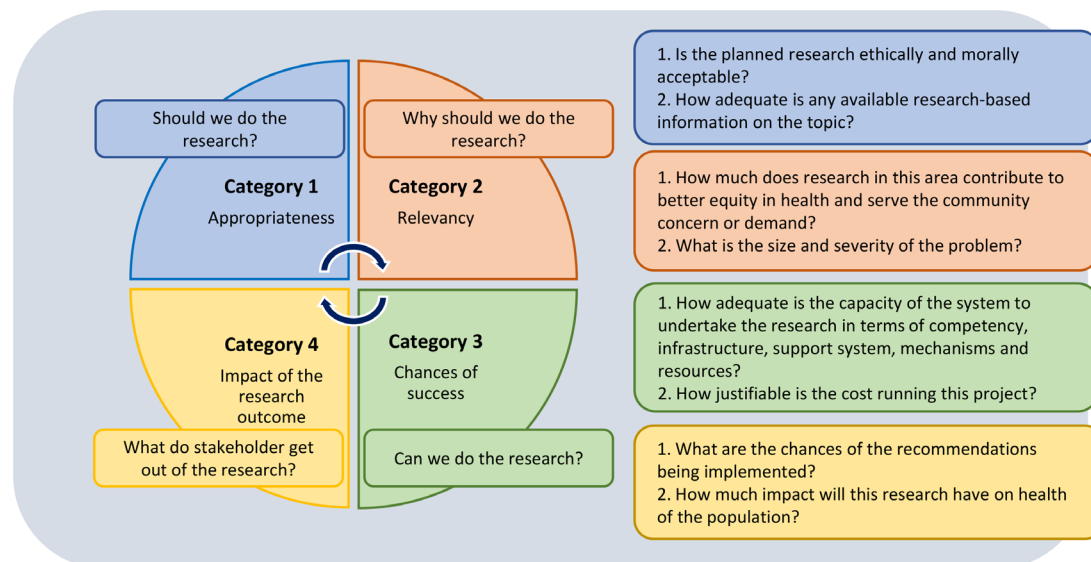 Should we do the
research?
Category 1
Appropriateness
Why should we do the
research?
Category 2
Relevancy
Category 4
Impact of the
research
outcome
What do stakeholder get
out of the research?
Category 3
Chances of
success
Can we do the research?
1. Is the planned research ethically and morally
acceptable?
2. How adequate is any available research-based
information on the topic?
1. How much does research in this area contribute to
better equity in health and serve the community
concern or demand?
2. What is the size and severity of the problem?
1. How adequate is the capacity of the system to
undertake the research in terms of competency,
infrastructure, support system, mechanisms and
resources?
2. How justifiable is the cost running this project?
1. What are the chances of the recommendations
being implemented?
2. How much impact will this research have on health
of the population?